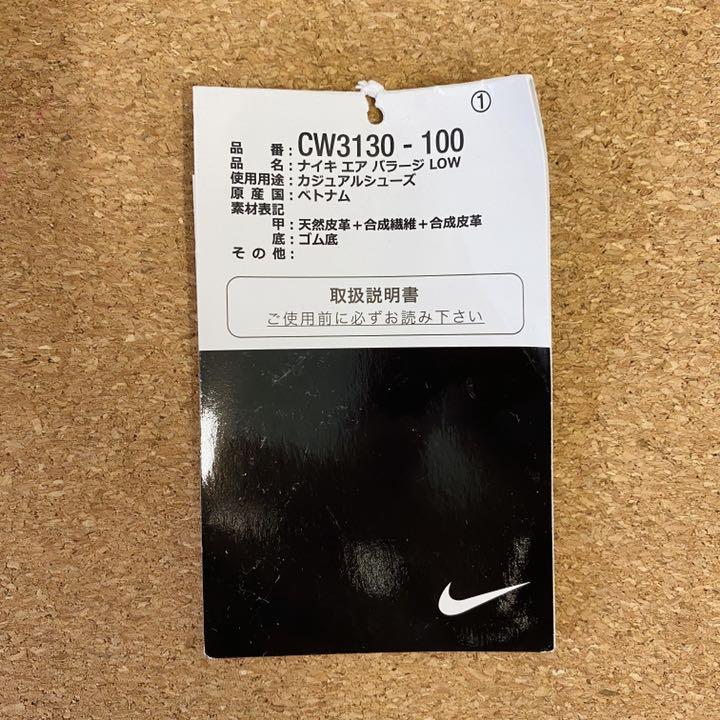 ①
品番：CW3130 - 100
品名：ナイキ エア バラージ LOW
使用用途：カジュアルシューズ
原産国：ベトナム
素材表記
甲：天然皮革＋合成繊維＋合成皮革
底：ゴム底
その他：
取扱説明書
ご使用前に必ずお読み下さい